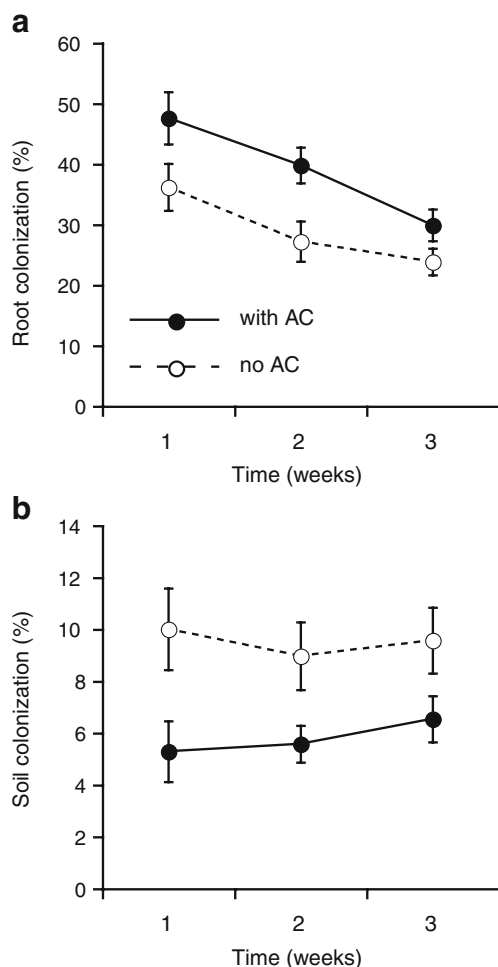 a
60
50
40
30
20
10
0
Root colonization (%)
with AC
no AC
1 2 3
Time (weeks)
b
14
12
10
8
6
4
2
0
Soil colonization (%)
1 2 3
Time (weeks)